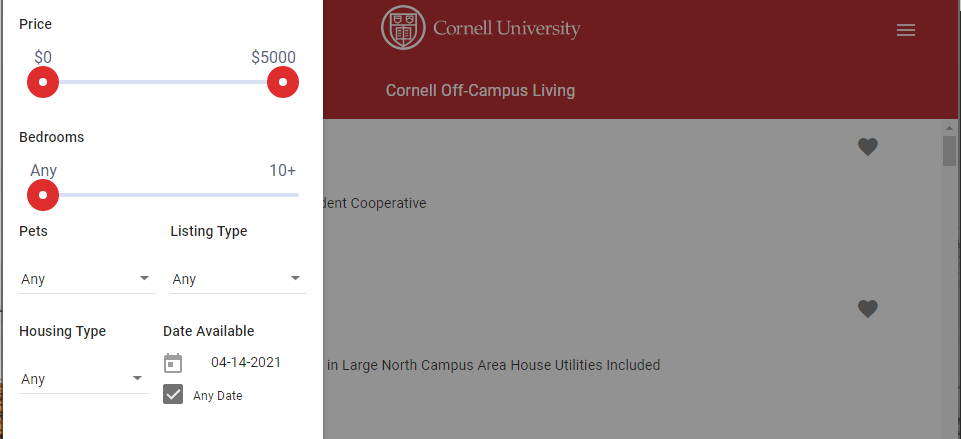 Price
$0 $5000
Bedrooms
Any 10+
Pets Listing Type
Any Any
Housing Type Date Available
04-14-2021
Any
Any Date
Cornell University
Cornell Off-Campus Living
dent Cooperative
in Large North Campus Area House Utilities Included